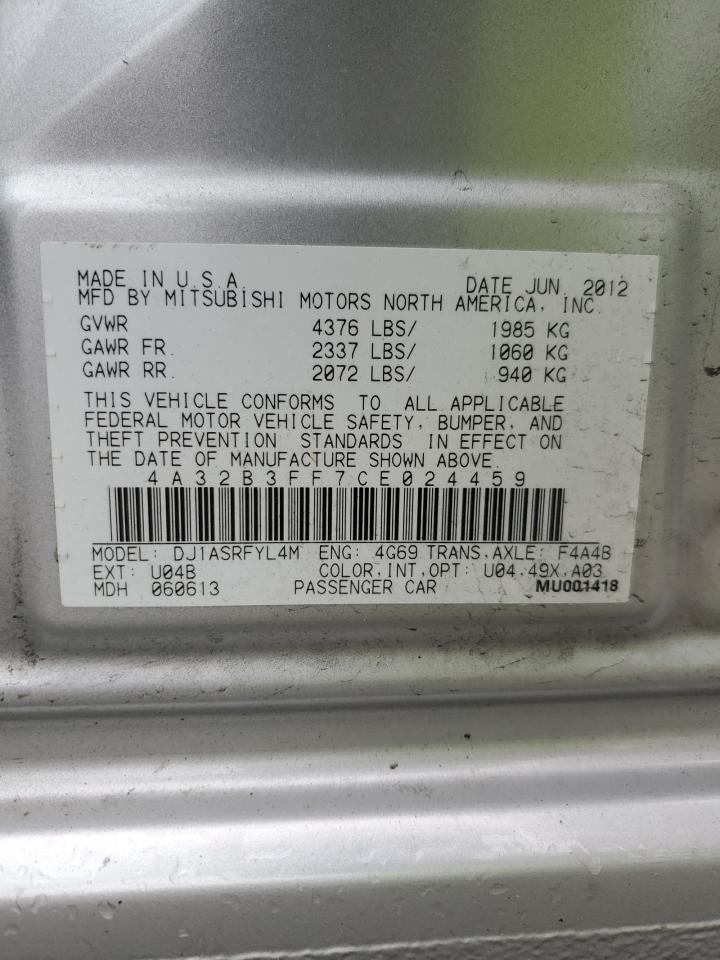 MADE IN U.S.A DATE JUN. 2012
MFD BY MITSUBISHI MOTORS NORTH AMERICA, INC.
GVWR 4376 LBS/ 1985 KG
GAWR FR. 2337 LBS/ 1060 KG
GAWR RR. 2072 LBS/ 940 KG
THIS VEHICLE CONFORMS TO ALL APPLICABLE
FEDERAL MOTOR VEHICLE SAFETY, BUMPER, AND
THEFT PREVENTION STANDARDS IN EFFECT ON
THE DATE OF MANUFACTURE SHOWN ABOVE.
4A32B3FF7CE024459
MODEL: DJ1ASRFYL4M ENG: 4G69 TRANS.AXLE: F4A4B
EXT: U04B COLOR.INT.OPT: U04.49X.A03
MDH 060613 PASSENGER CAR MU001418